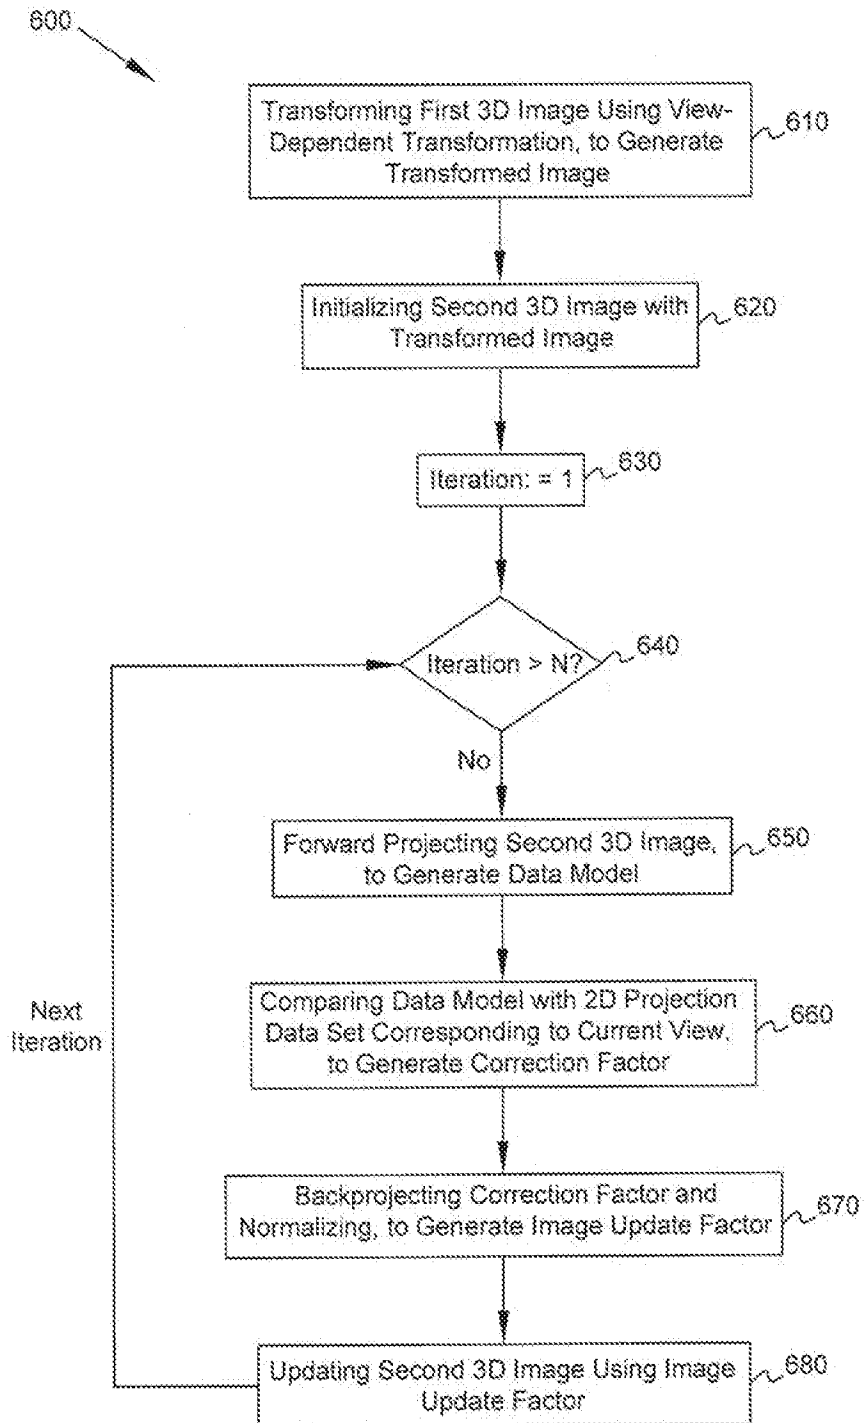 600
Transforming First 3D Image Using View-
Dependent Transformation, to Generate
Transformed Image
610
Initializing Second 3D Image with
Transformed Image
620
Iteration: = 1
630
Iteration > N?
640
No
Forward Projecting Second 3D Image,
to Generate Data Model
650
Comparing Data Model with 2D Projection
Data Set Corresponding to Current View,
to Generate Correction Factor
660
Next
Iteration
Backprojecting Correction Factor and
Normalizing, to Generate Image Update Factor
670
Updating Second 3D Image Using Image
Update Factor
680